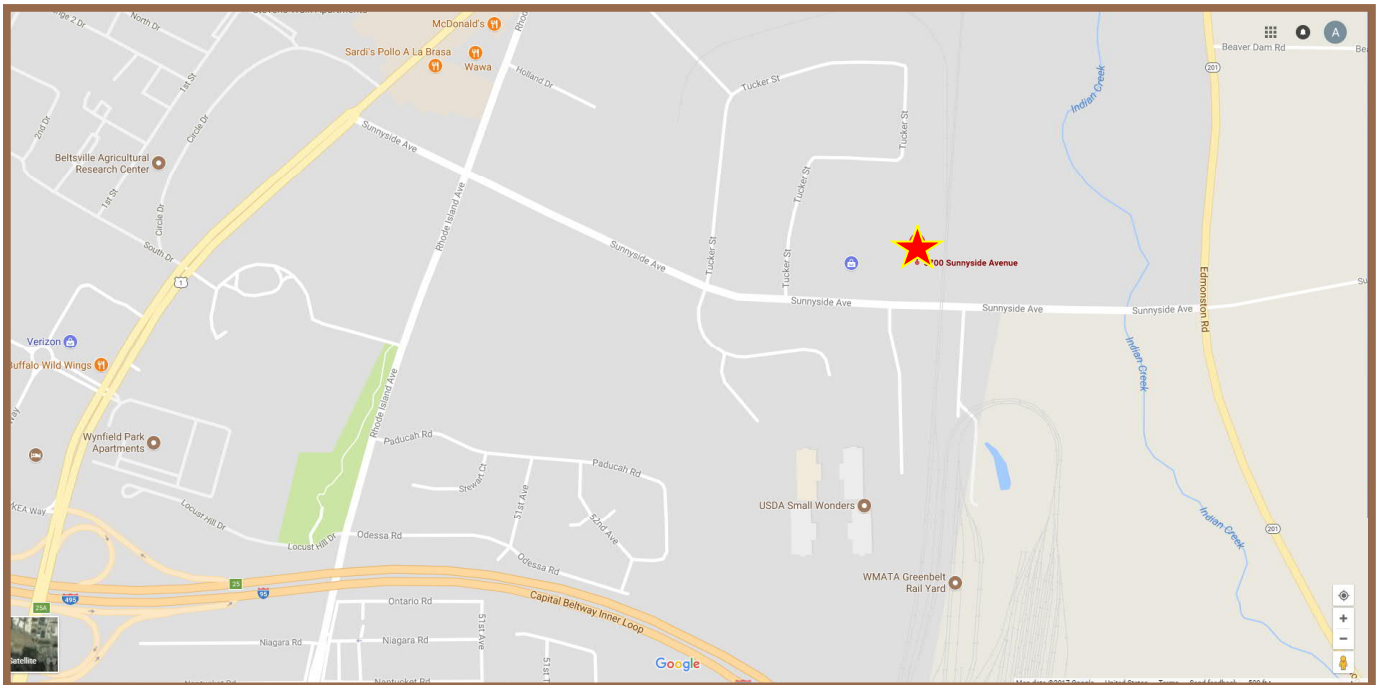 McDonald's
Sardi's Pollo A La Brasa
Wawa
North Dr
1st St
2nd Dr
Circle Dr
Holland Dr
Tucker St
Indian Creek
Beaver Dam Rd
201
A
Sunnyside Ave
Beltsville Agricultural
Research Center
1st St
Circle Dr
South Dr
Rhode Island Ave
Tucker St
Tucker St
Tucker St
Tucker St
Sunnyside Ave
00 Sunnyside Avenue
Sunnyside Ave
Sunnyside Ave
Sunnyside Ave
Edmonston Rd
1
Verizon
Buffalo Wild Wings
Indian Creek
Rhode Island Ave
Wynfield Park
Apartments
Paducah Rd
Paducah Rd
Stewart Ct
51st Ave
52nd Ave
USDA Small Wonders
Indian Creek
201
Locust Hill Dr
Locust Hill Dr
Odessa Rd
Odessa Rd
WMATA Greenbelt
Rail Yard
25
95
495
25A
Capital Beltway Inner Loop
Ontario Rd
Niagara Rd
Niagara Rd
51st Ave
Satellite
Google